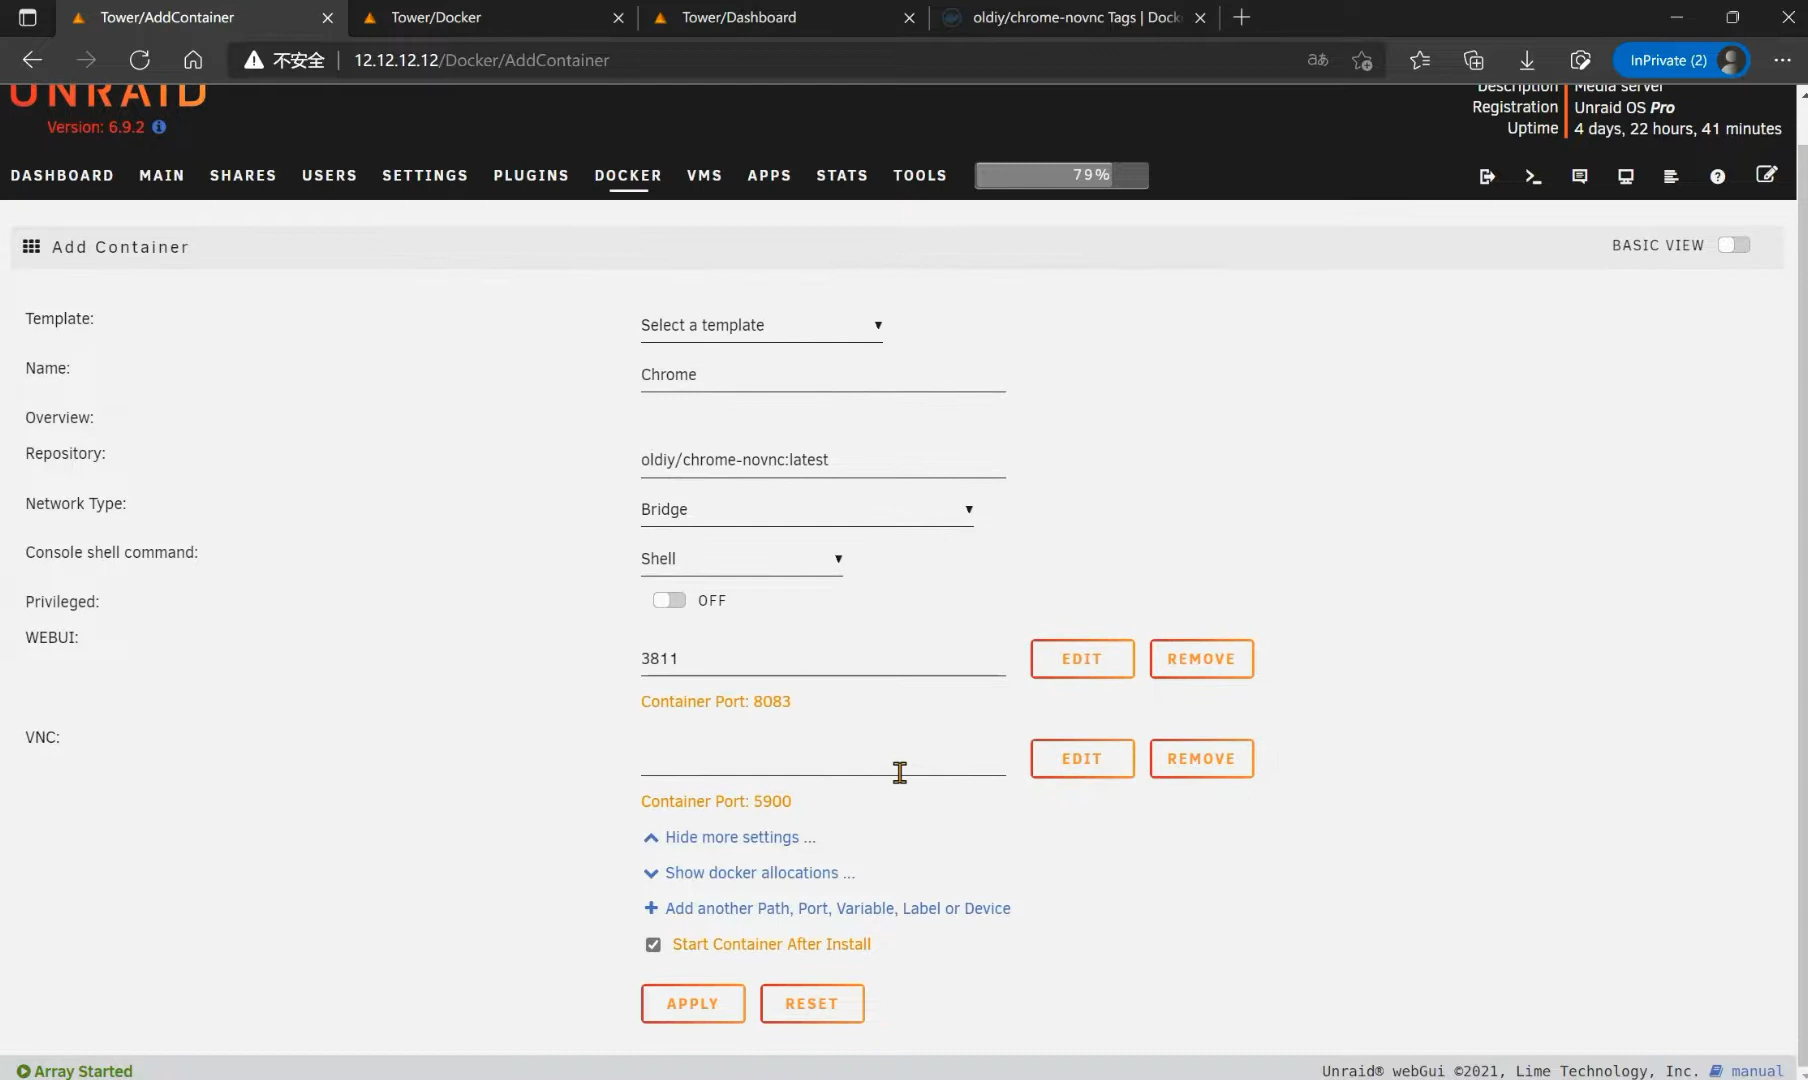 Tower/AddContainer
Tower/Docker
Tower/Dashboard
oldiy/chrome-novnc Tags | Dock
不安全
12.12.12.12/Docker/AddContainer
aあ
InPrivate (2)
UNRAID
Version: 6.9.2
Description
Media server
Registration
Unraid OS Pro
Uptime
4 days, 22 hours, 41 minutes
DASHBOARD MAIN SHARES USERS SETTINGS PLUGINS DOCKER VMS APPS STATS TOOLS
79%
Add Container
BASIC VIEW
Template:
Select a template
Name:
Chrome
Overview:
Repository:
oldiy/chrome-novnc:latest
Network Type:
Bridge
Console shell command:
Shell
Privileged:
OFF
WEBUI:
3811
EDIT
REMOVE
Container Port: 8083
VNC:
EDIT
REMOVE
Container Port: 5900
Hide more settings ...
Show docker allocations ...
Add another Path, Port, Variable, Label or Device
Start Container After Install
APPLY
RESET
Array Started
Unraid® webGui ©2021, Lime Technology, Inc.
manual